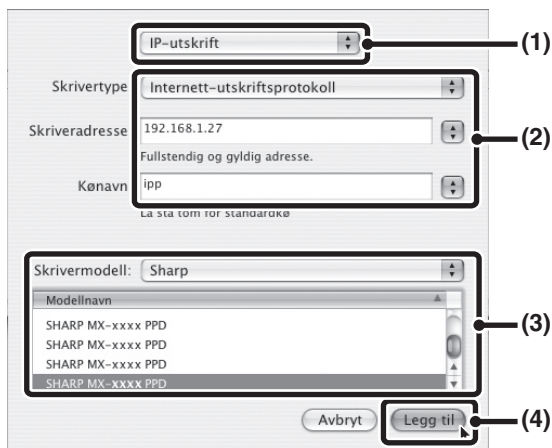 IP-utskrift
(1)
Skrivertype Internett-utskriftsprotokoll
Skriveradresse 192.168.1.27
(2)
Fullstendig og gyldig adresse.
Kønavn ipp
La stå tom for standardkø
Skrivermodell: Sharp
Modellnavn
SHARP MX-xxxx PPD
(3)
SHARP MX-xxxx PPD
SHARP MX-xxxx PPD
SHARP MX-xxxx PPD
Avbryt Legg til (4)